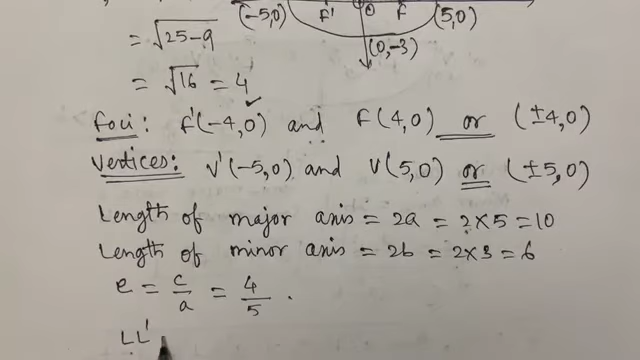 (-5,0) F' O F (5,0)
= √25-9
(0,-3)
= √16 = 4
Foci: F'(-4,0) and F(4,0) or (±4,0)
Vertices: V'(-5,0) and V(5,0) or (±5,0)
Length of major axis = 2a = 2×5 = 10
Length of minor axis = 2b = 2×3 = 6
e = c/a = 4/5.
LL'